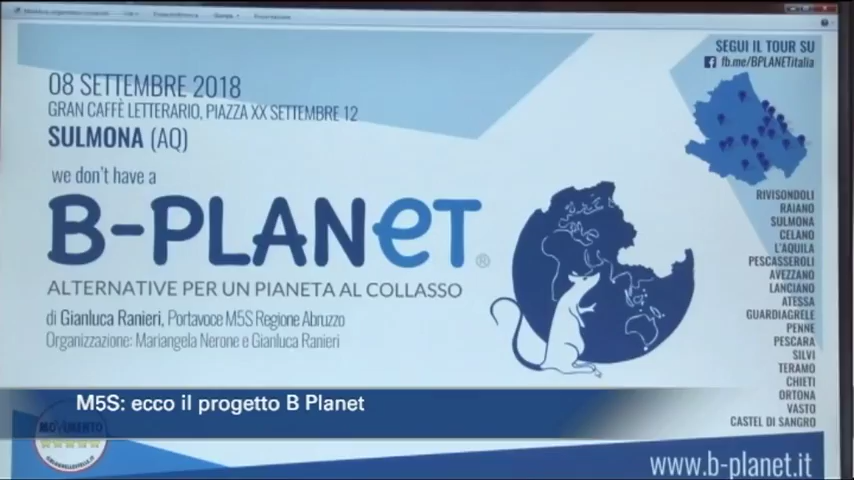 08 SETTEMBRE 2018
GRAN CAFFÈ LETTERARIO, PIAZZA XX SETTEMBRE 12
SULMONA (AQ)
we don't have a
B-PLANET®
ALTERNATIVE PER UN PIANETA AL COLLASSO
di Gianluca Ranieri, Portavoce M5S Regione Abruzzo
Organizzazione: Mariangela Nerone e Gianluca Ranieri
SEGUI IL TOUR SU
fb.me/BPLANETitalia
RIVISONDOLI
RAIANO
SULMONA
CELANO
L'AQUILA
PESCASSEROLI
AVEZZANO
LANCIANO
ATESSA
GUARDIAGRELE
PENNE
PESCARA
SILVI
TERAMO
CHIETI
ORTONA
VASTO
CASTEL DI SANGRO
M5S: ecco il progetto B Planet
MOVIMENTO
www.b-planet.it